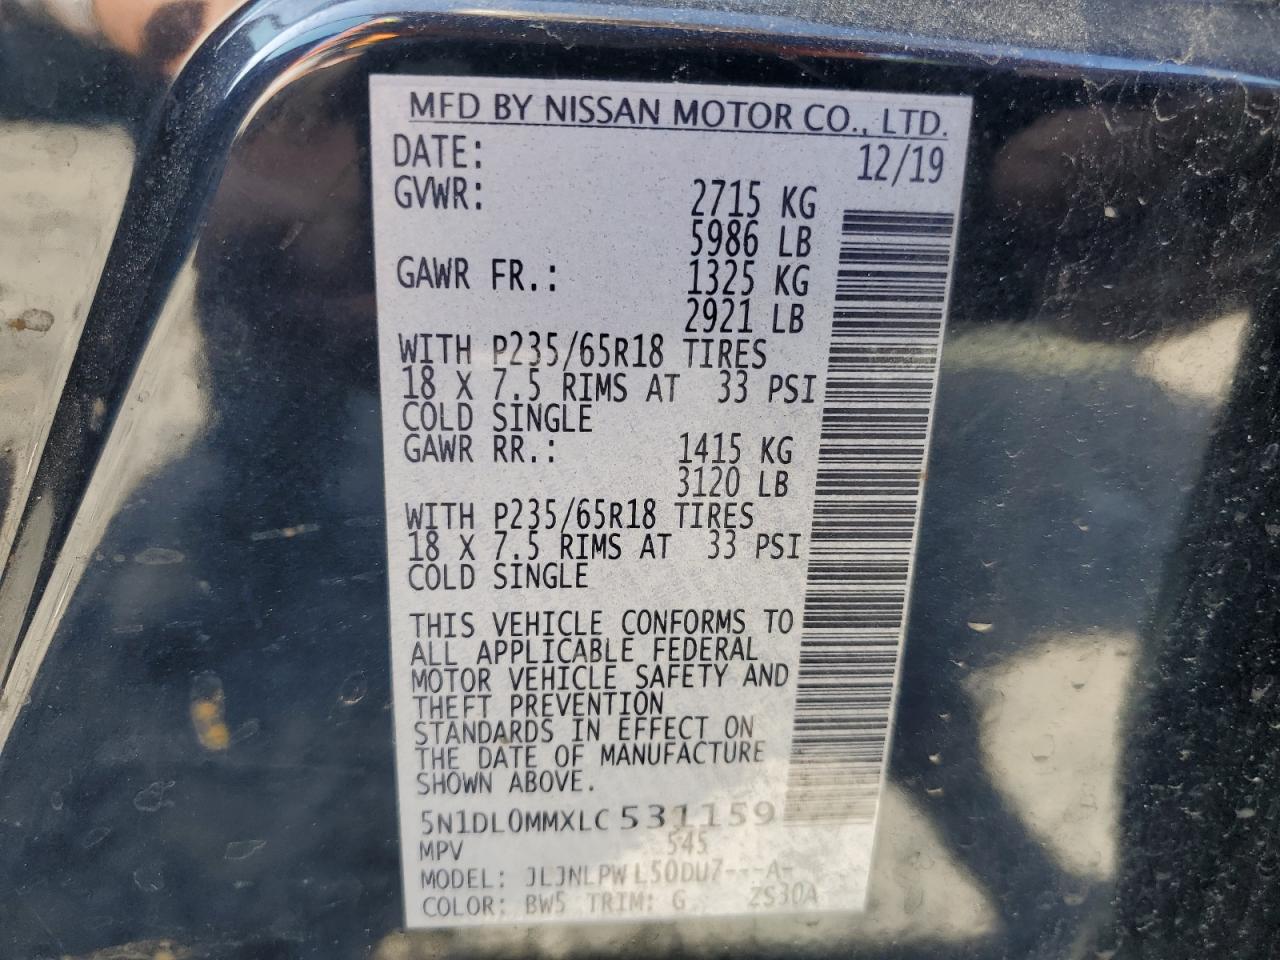 MFD BY NISSAN MOTOR CO., LTD.
DATE: 12/19
GVWR: 2715 KG
5986 LB
GAWR FR.: 1325 KG
2921 LB
WITH P235/65R18 TIRES
18 X 7.5 RIMS AT 33 PSI
COLD SINGLE
GAWR RR.: 1415 KG
3120 LB
WITH P235/65R18 TIRES
18 X 7.5 RIMS AT 33 PSI
COLD SINGLE
THIS VEHICLE CONFORMS TO
ALL APPLICABLE FEDERAL
MOTOR VEHICLE SAFETY AND
THEFT PREVENTION
STANDARDS IN EFFECT ON
THE DATE OF MANUFACTURE
SHOWN ABOVE.
5N1DL0MMXLC531159
MPV 545
MODEL: JLJNLPWL50DU7---A-
COLOR: BW5 TRIM: G ZS30A